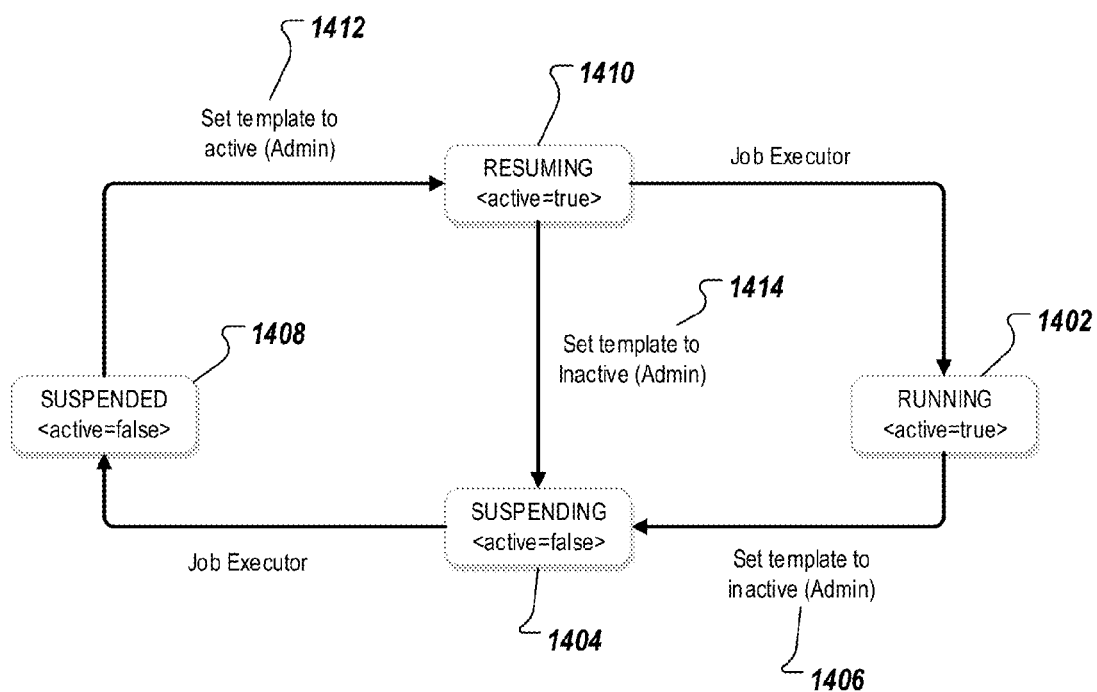 1412
1410
Set template to
active (Admin)
RESUMING
<active=true>
Job Executor
1414
1402
1408
Set template to
Inactive (Admin)
SUSPENDED
<active=false>
RUNNING
<active=true>
SUSPENDING
<active=false>
Job Executor
Set template to
inactive (Admin)
1404
1406